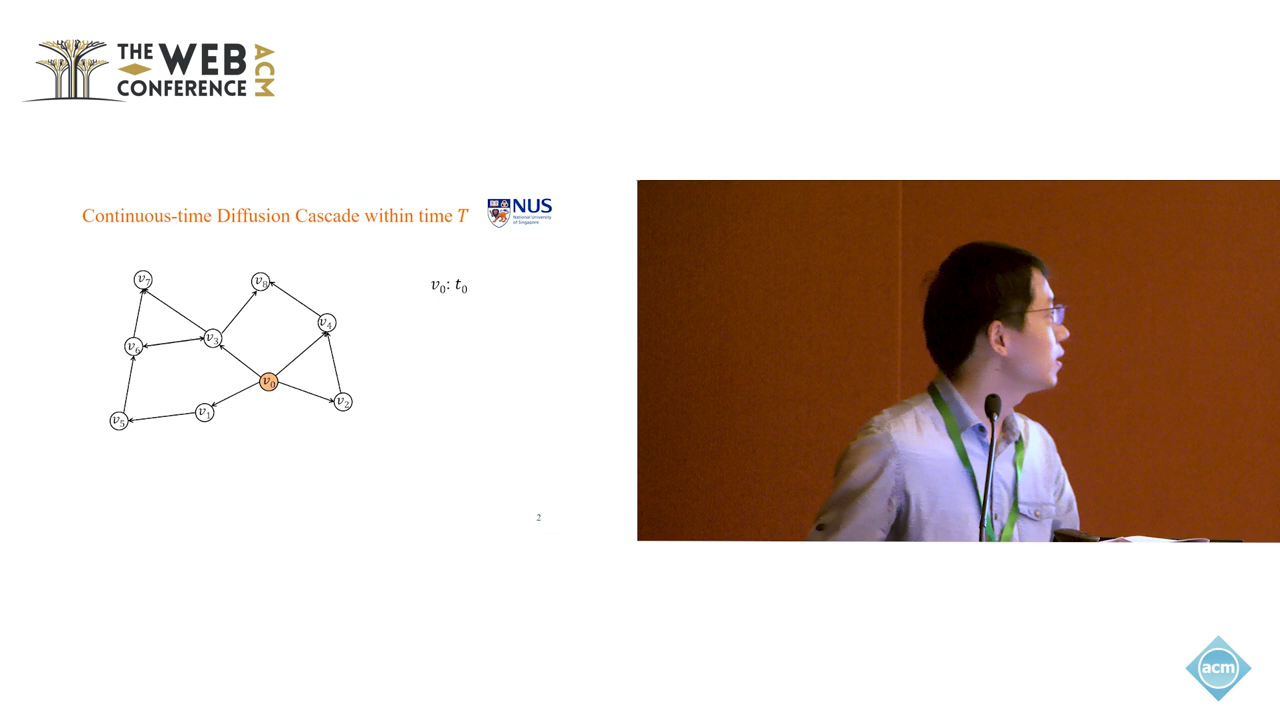 THE WEB
CONFERENCE
ACM
Continuous-time Diffusion Cascade within time T
NUS
National University
of Singapore
v₇
v₈
v₀: t₀
v₄
v₃
v₆
v₀
v₂
v₁
v₅
2
acm